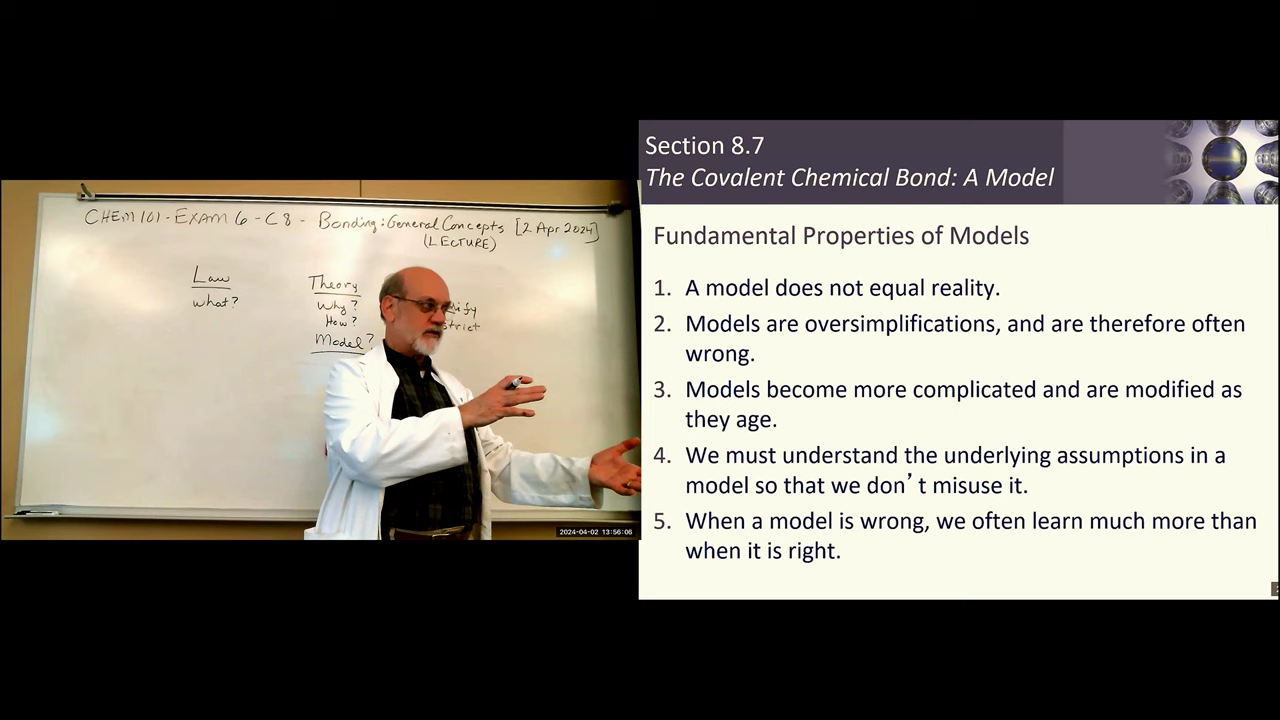 CHEM 101 - EXAM 6 - C8 - Bonding: General Concepts [2 Apr 2024]
(LECTURE)
Law
what?
Theory
Why?
How?
Model?
2024-04-02 13:56:06
Section 8.7
The Covalent Chemical Bond: A Model
Fundamental Properties of Models
1. A model does not equal reality.
2. Models are oversimplifications, and are therefore often
wrong.
3. Models become more complicated and are modified as
they age.
4. We must understand the underlying assumptions in a
model so that we don’t misuse it.
5. When a model is wrong, we often learn much more than
when it is right.